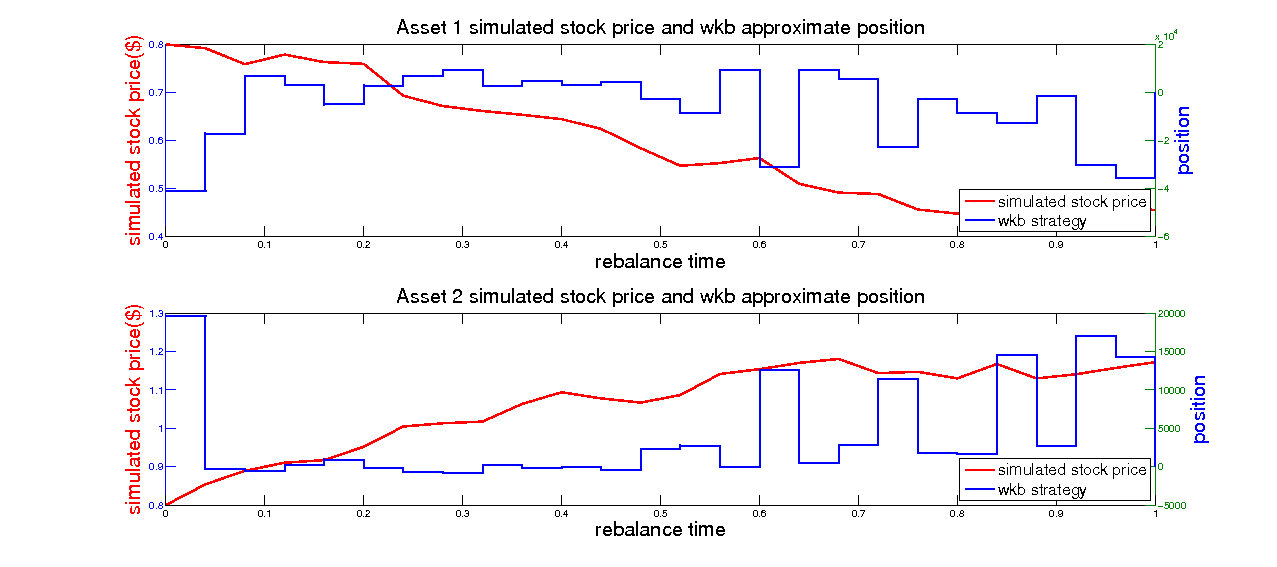 Asset 1 simulated stock price and wkb approximate position
x 10^4
simulated stock price($)
0.8
0.7
0.6
0.5
0.4
2
0
−2
−4
−6
position
simulated stock price
wkb strategy
0 0.1 0.2 0.3 0.4 0.5 0.6 0.7 0.8 0.9 1
rebalance time
Asset 2 simulated stock price and wkb approximate position
simulated stock price($)
1.3
1.2
1.1
1
0.9
0.8
20000
15000
10000
5000
0
−5000
position
simulated stock price
wkb strategy
0 0.1 0.2 0.3 0.4 0.5 0.6 0.7 0.8 0.9 1
rebalance time